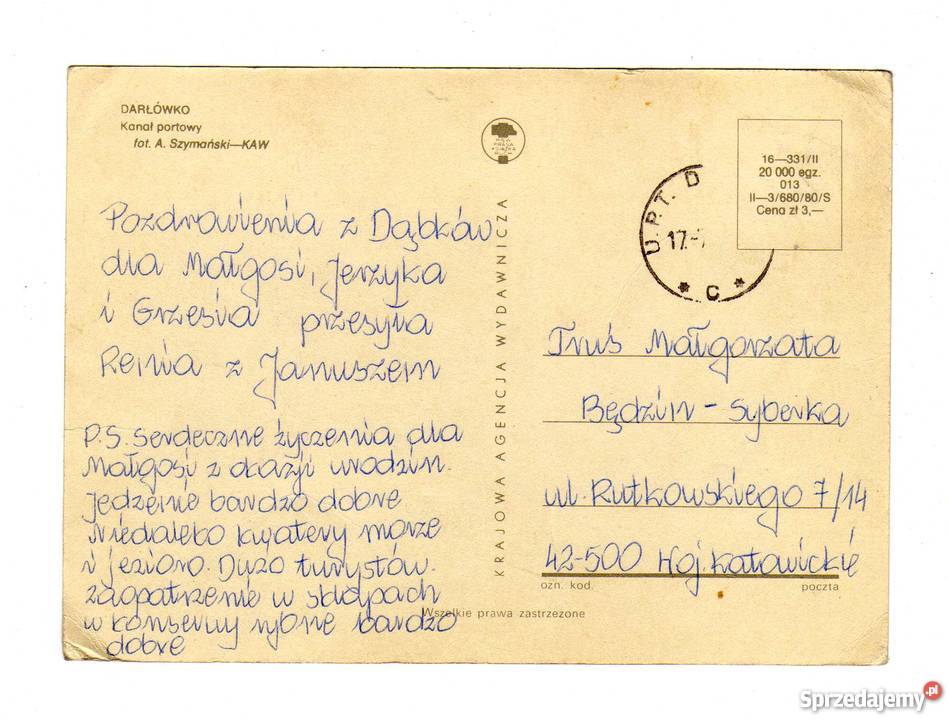 DARŁÓWKO
Kanał portowy
fot. A. Szymański—KAW
Pozdrowienia z Dąbków
dla Małgosi, Jerzyka
i Grzesia przesyła
Renia z Januszem
P.S. Serdeczne życzenia dla
Małgosi z okazji urodzin.
Jedzenie bardzo dobre
Niedaleko kwatery morze
i jezioro. Dużo turystów.
Zaopatrzenie w sklepach
w konserwy rybne bardzo
dobre
KRAJOWA AGENCJA WYDAWNICZA
U.P.T. D
17.
* C *
16—331/II
20 000 egz.
013
II—3/680/80/S
Cena zł 3,—
Truś Małgorzata
Będzin - Syberka
ul. Rutkowskiego 7/14
42-500 Woj. Katowickie
ozn. kod.
poczta
Wszelkie prawa zastrzeżone
Sprzedajemy.pl